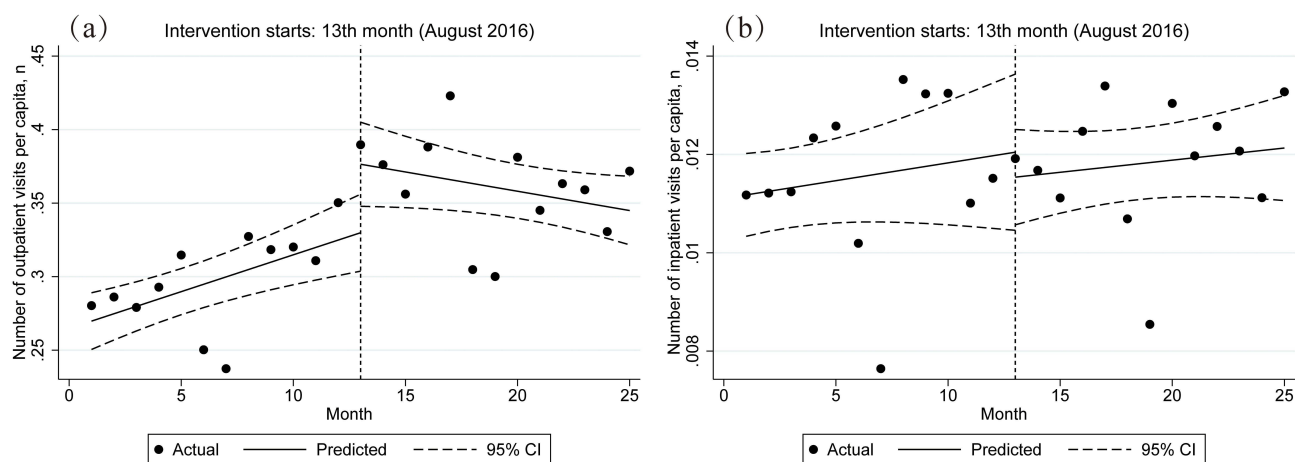 (a)
Intervention starts: 13th month (August 2016)
Number of outpatient visits per capita, n
.45
.4
.35
.3
.25
0 5 10 15 20 25
Month
Actual Predicted 95% CI
(b)
Intervention starts: 13th month (August 2016)
Number of inpatient visits per capita, n
.014
.012
.01
.008
0 5 10 15 20 25
Month
Actual Predicted 95% CI